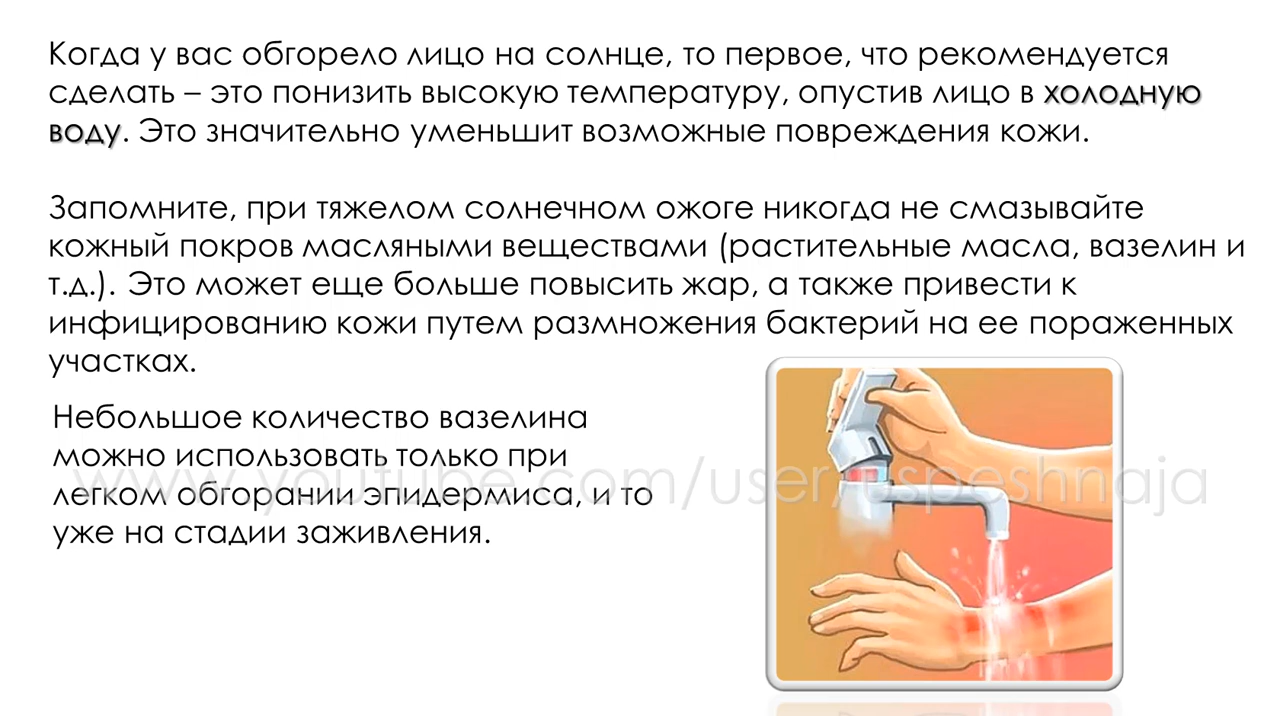 Когда у вас обгорело лицо на солнце, то первое, что рекомендуется
сделать – это понизить высокую температуру, опустив лицо в холодную
воду. Это значительно уменьшит возможные повреждения кожи.
Запомните, при тяжелом солнечном ожоге никогда не смазывайте
кожный покров масляными веществами (растительные масла, вазелин и
т.д.). Это может еще больше повысить жар, а также привести к
инфицированию кожи путем размножения бактерий на ее пораженных
участках.
Небольшое количество вазелина
можно использовать только при
легком обгорании эпидермиса, и то
уже на стадии заживления.
www.youtube.com/user/uspeshnaja